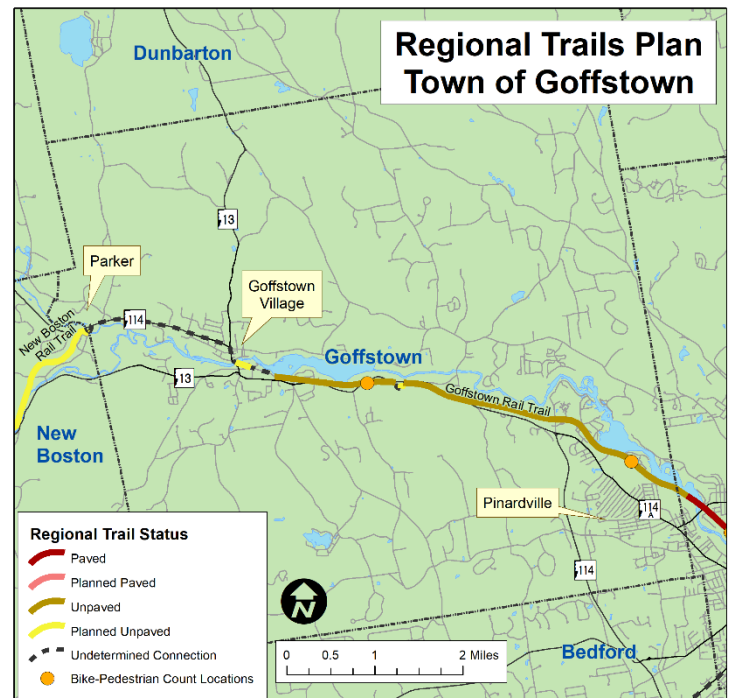 Regional Trails Plan
Town of Goffstown
Dunbarton
13
Parker
114
New Boston
Rail Trail
Goffstown
Village
Goffstown
13
Goffstown Rail Trail
New
Boston
Pinardville
114
A
114
Bedford
Regional Trail Status
Paved
Planned Paved
Unpaved
Planned Unpaved
Undetermined Connection
Bike-Pedestrian Count Locations
N
0 0.5 1 2 Miles